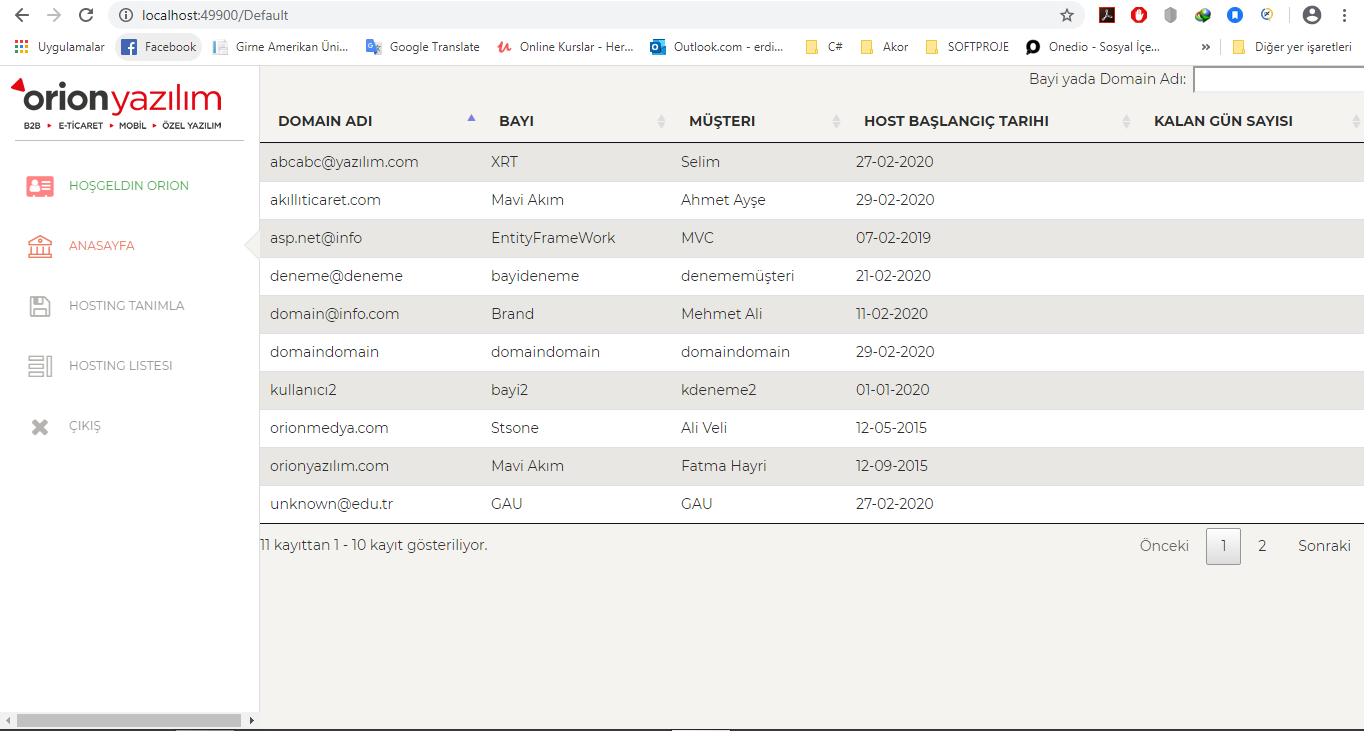 localhost:49900/Default
Uygulamalar Facebook Girne Amerikan Üni... Google Translate Online Kurslar - Her... Outlook.com - erdi... C# Akor SOFTPROJE Onedio - Sosyal İçe... » Diğer yer işaretleri
orionyazılım
B2B E-TİCARET MOBİL ÖZEL YAZILIM
HOŞGELDIN ORION
ANASAYFA
HOSTING TANIMLA
HOSTING LISTESI
ÇIKIŞ
Bayi yada Domain Adı:
DOMAIN ADI BAYI MÜŞTERI HOST BAŞLANGIÇ TARIHI KALAN GÜN SAYISI
abcabc@yazılım.com XRT Selim 27-02-2020
akıllıticaret.com Mavi Akım Ahmet Ayşe 29-02-2020
asp.net@info EntityFrameWork MVC 07-02-2019
deneme@deneme bayideneme denememüşteri 21-02-2020
domain@info.com Brand Mehmet Ali 11-02-2020
domaindomain domaindomain domaindomain 29-02-2020
kullanıcı2 bayi2 kdeneme2 01-01-2020
orionmedya.com Stsone Ali Veli 12-05-2015
orionyazılım.com Mavi Akım Fatma Hayri 12-09-2015
unknown@edu.tr GAU GAU 27-02-2020
11 kayıttan 1 - 10 kayıt gösteriliyor.
Önceki 1 2 Sonraki